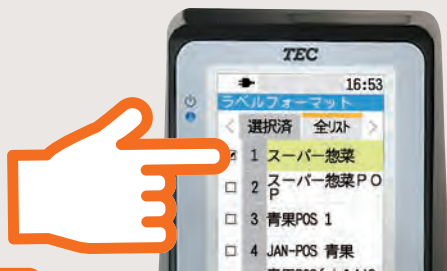 TEC
16:53
ラベルフォーマット
< 選択済 全リスト >
1 スーパー惣菜
2 スーパー惣菜PO
P
3 青果POS 1
4 JAN-POS 青果